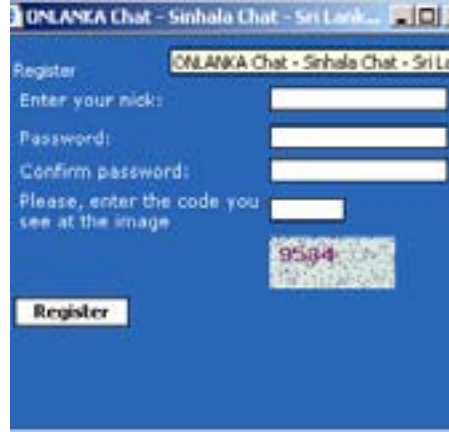 ONLANKA Chat - Sinhala Chat - Sri Lank...
Register
ONLANKA Chat - Sinhala Chat - Sri La
Enter your nick:
Password:
Confirm password:
Please, enter the code you
see at the image
Register